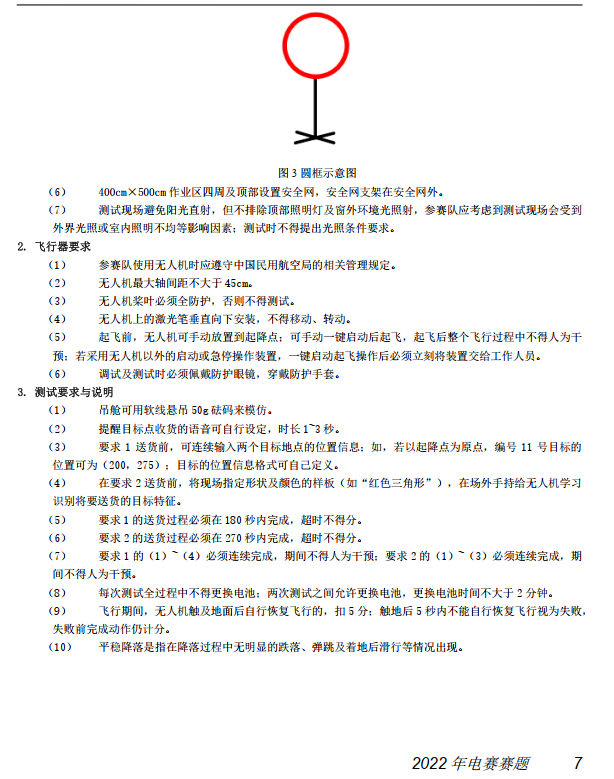 图 3 圆框示意图
（6） 400cm×500cm 作业区四周及顶部设置安全网，安全网支架在安全网外。
（7） 测试现场避免阳光直射，但不排除顶部照明灯及窗外环境光照射，参赛队应考虑到测试现场会受到
外界光照或室内照明不均等影响因素；测试时不得提出光照条件要求。
2. 飞行器要求
（1） 参赛队使用无人机时应遵守中国民用航空局的相关管理规定。
（2） 无人机最大轴间距不大于 45cm。
（3） 无人机桨叶必须全防护，否则不得测试。
（4） 无人机上的激光笔垂直向下安装，不得移动、转动。
（5） 起飞前，无人机可手动放置到起降点；可手动一键启动后起飞，起飞后整个飞行过程中不得人为干
预；若采用无人机以外的启动或急停操作装置，一键启动起飞操作后必须立刻将装置交给工作人员。
（6） 调试及测试时必须佩戴防护眼镜，穿戴防护手套。
3. 测试要求与说明
（1） 吊舱可用软线悬吊 50g 砝码来模仿。
（2） 提醒目标点收货的语音可自行设定，时长 1~3 秒。
（3） 要求 1 送货前，可连续输入两个目标地点的位置信息；如，若以起降点为原点，编号 11 号目标的
位置可为（200，275）；目标的位置信息格式可自己定义。
（4） 在要求 2 送货前，将现场指定形状及颜色的样板（如“红色三角形”），在场外手持给无人机学习
识别将要送货的目标特征。
（5） 要求 1 的送货过程必须在 180 秒内完成，超时不得分。
（6） 要求 2 的送货过程必须在 270 秒内完成，超时不得分。
（7） 要求 1 的（1）~（4）必须连续完成，期间不得人为干预；要求 2 的（1）~（3）必须连续完成，期
间不得人为干预。
（8） 每次测试全过程中不得更换电池；两次测试之间允许更换电池，更换电池时间不大于 2 分钟。
（9） 飞行期间，无人机触及地面后自行恢复飞行的，扣 5 分；触地后 5 秒内不能自行恢复飞行视为失败，
失败前完成动作仍计分。
（10） 平稳降落是指在降落过程中无明显的跌落、弹跳及着地后滑行等情况出现。
2022 年电赛赛题 7